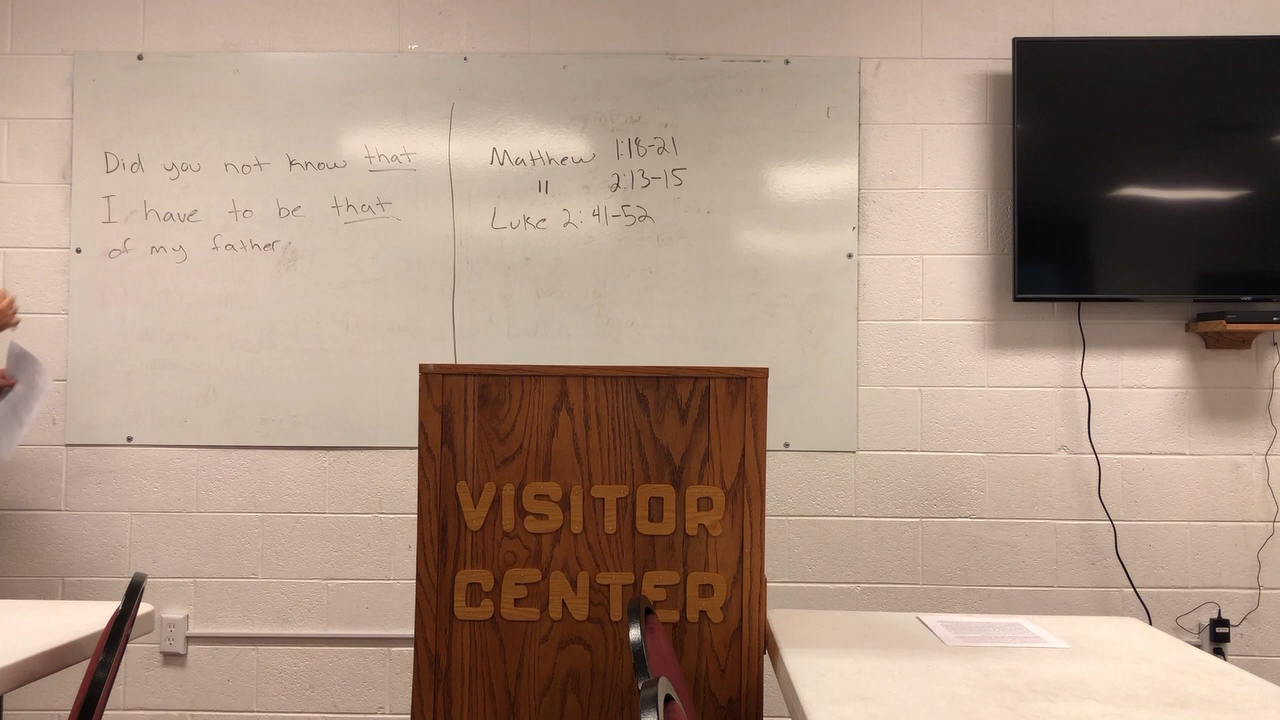 Did you not know that
I have to be that
of my father
Matthew 1:18-21
" 2:13-15
Luke 2:41-52
VISITOR
CENTER